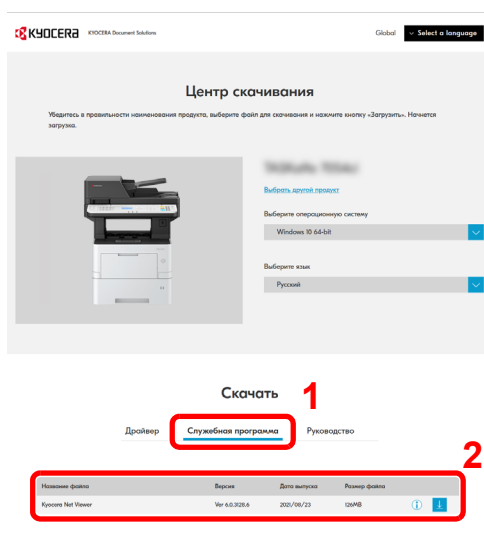 KYOCERA KYOCERA Document Solutions Global Select a language
Центр скачивания
Убедитесь в правильности наименования продукта, выберите файл для скачивания и нажмите кнопку «Загрузить». Начнется
загрузка.
Выбрать другой продукт
Выберите операционную систему
Windows 10 64-bit
Выберите язык
Русский
Скачать
1
Драйвер Служебная программа Руководство
2
Название файла Версия Дата выпуска Размер файла
Kyocera Net Viewer Ver 6.0.3128.6 2021/08/23 126MB